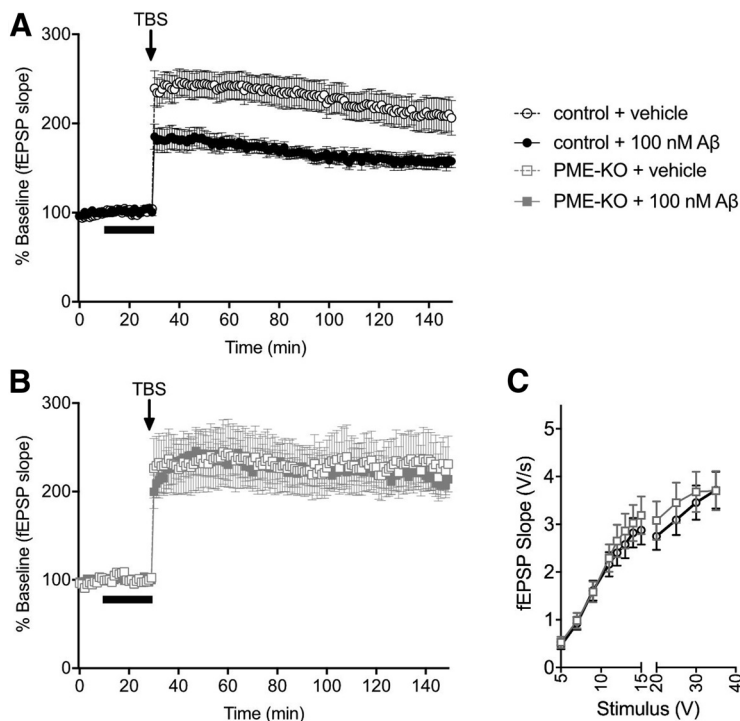 A
TBS
300
200
100
0
% Baseline (fEPSP slope)
0 20 40 60 80 100 120 140
Time (min)
control + vehicle
control + 100 nM Aβ
PME-KO + vehicle
PME-KO + 100 nM Aβ
B
TBS
300
200
100
0
% Baseline (fEPSP slope)
0 20 40 60 80 100 120 140
Time (min)
C
5
4
3
2
1
0
fEPSP Slope (V/s)
5 10 15 20 30 40
Stimulus (V)